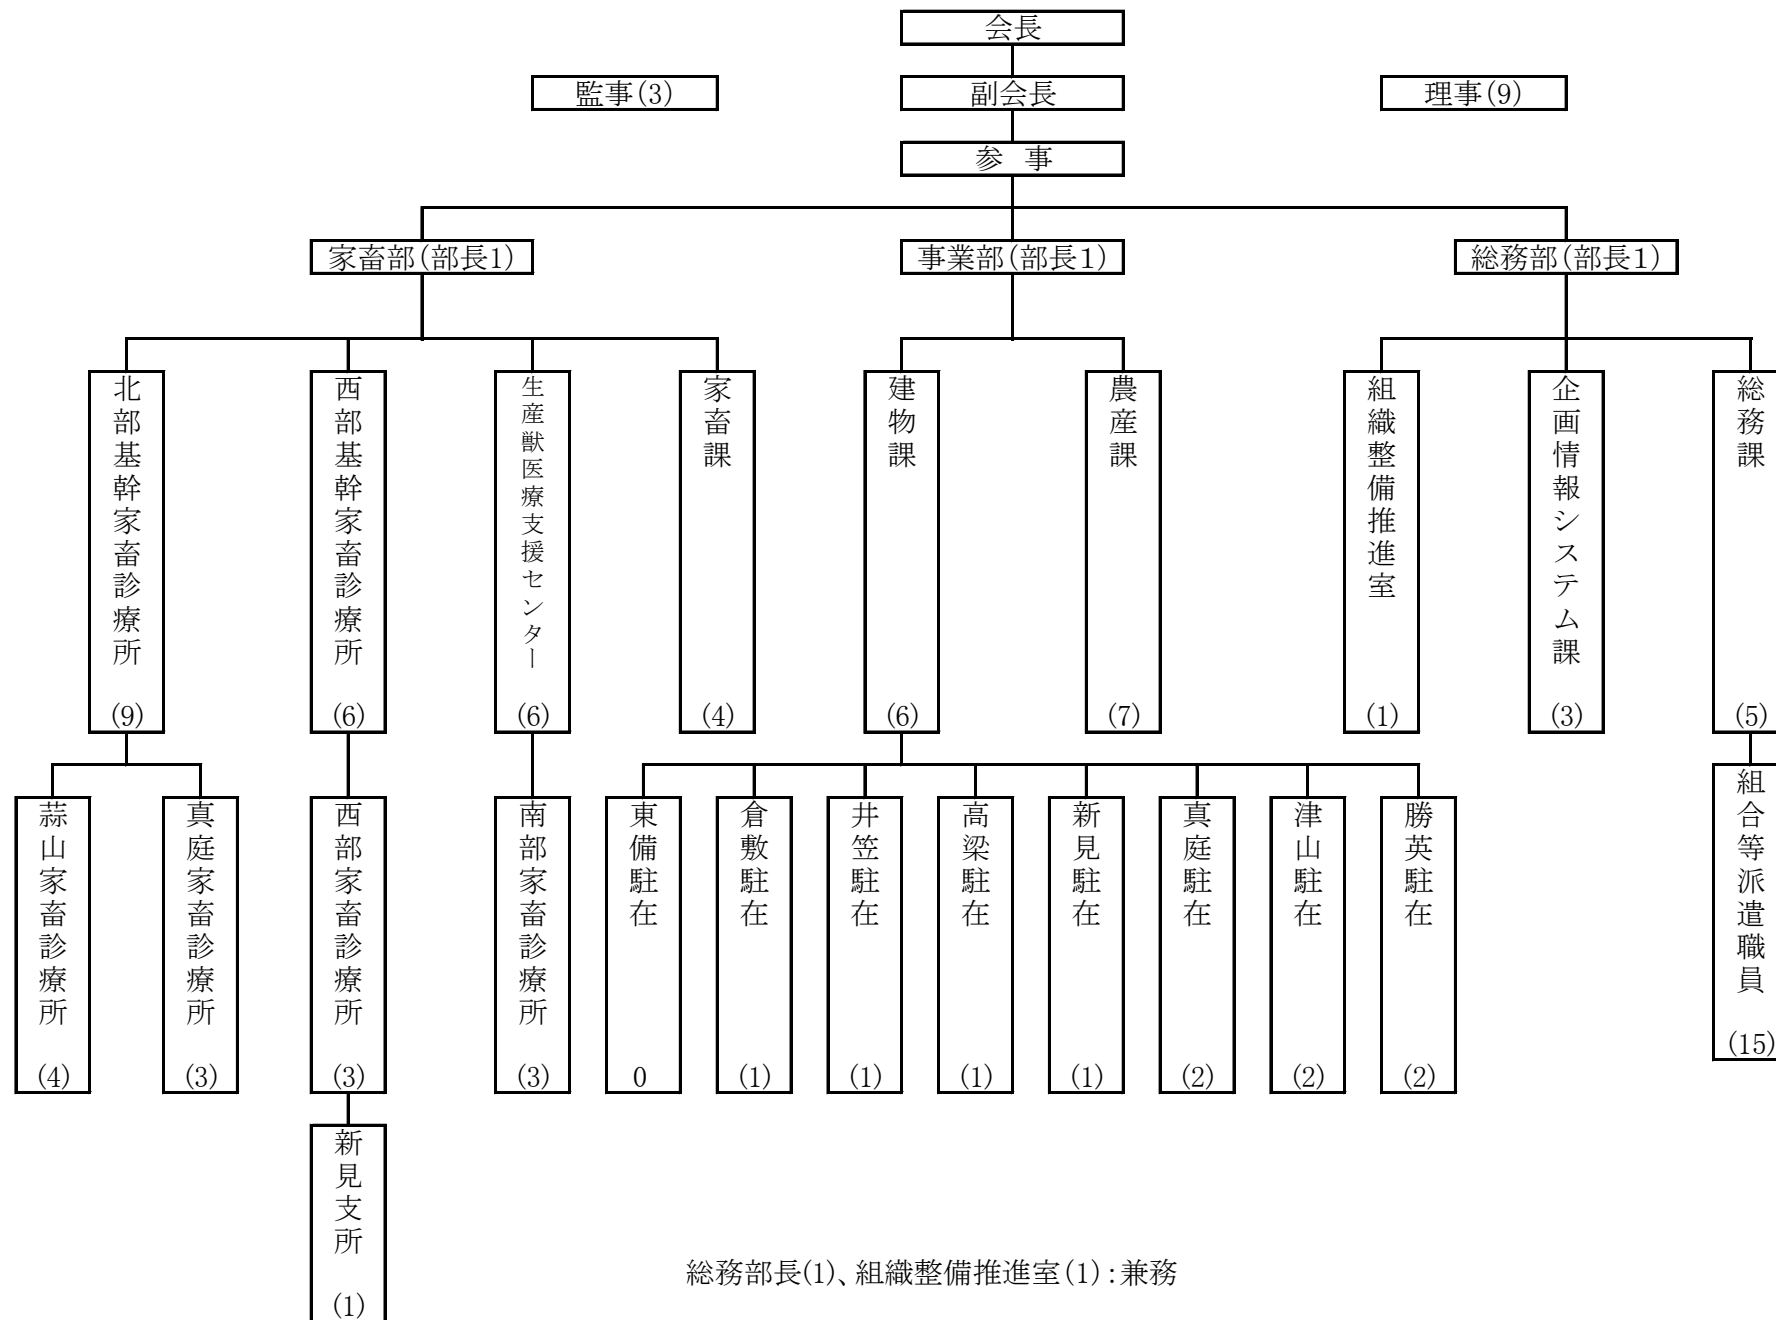 会長
監事(3)
副会長
理事(9)
参 事
家畜部(部長1)
事業部(部長１)
総務部(部長１)
北部基幹家畜診療所
(9)
西部基幹家畜診療所
(6)
生産獣医療支援センター
(6)
家畜課
(4)
建物課
(6)
農産課
(7)
組織整備推進室
(1)
企画情報システム課
(3)
総務課
(5)
蒜山家畜診療所
(4)
真庭家畜診療所
(3)
西部家畜診療所
(3)
南部家畜診療所
(3)
東備駐在
0
倉敷駐在
(1)
井笠駐在
(1)
高梁駐在
(1)
新見駐在
(1)
真庭駐在
(2)
津山駐在
(2)
勝英駐在
(2)
組合等派遣職員
(15)
新見支所
(1)
総務部長(1)、組織整備推進室(1):兼務